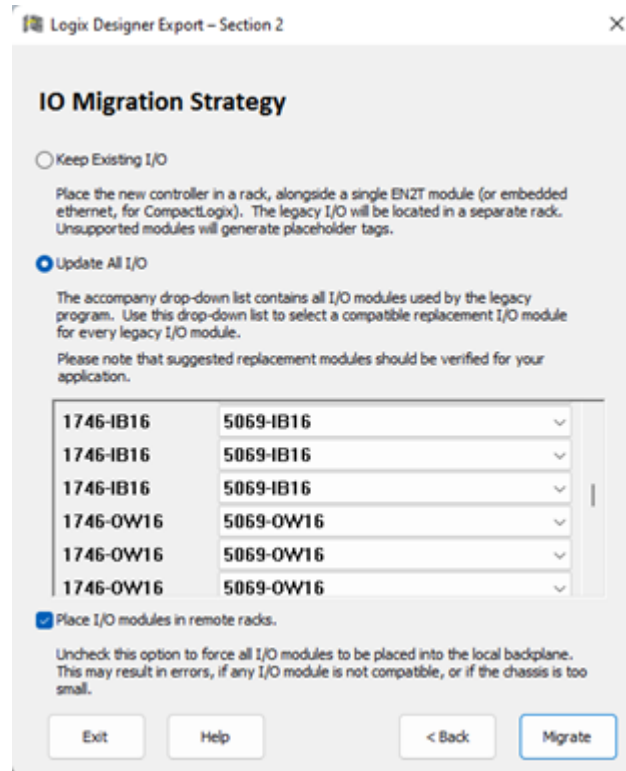 Logix Designer Export – Section 2
IO Migration Strategy
Keep Existing I/O
Place the new controller in a rack, alongside a single EN2T module (or embedded
ethernet, for CompactLogix). The legacy I/O will be located in a separate rack.
Unsupported modules will generate placeholder tags.
Update All I/O
The accompany drop-down list contains all I/O modules used by the legacy
program. Use this drop-down list to select a compatible replacement I/O module
for every legacy I/O module.
Please note that suggested replacement modules should be verified for your
application.
1746-IB16 5069-IB16
1746-IB16 5069-IB16
1746-IB16 5069-IB16
1746-OW16 5069-OW16
1746-OW16 5069-OW16
1746-OW16 5069-OW16
Place I/O modules in remote racks.
Uncheck this option to force all I/O modules to be placed into the local backplane.
This may result in errors, if any I/O module is not compatible, or if the chassis is too
small.
Exit Help < Back Migrate